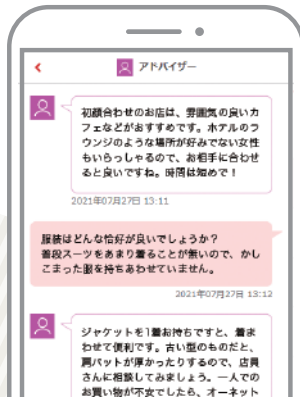 アドバイザー
初顔合わせのお店は、雰囲気の良いカ
フェなどがおすすめです。ホテルのラ
ウンジのような場所が好みでない女性
もいらっしゃるので、お相手に合わせ
ると良いですね。時間は短めで！
2021年07月27日 13:11
服装はどんな恰好が良いでしょうか？
普段スーツをあまり着ることが無いので、かし
こまった服を持ちあわせていません。
2021年07月27日 13:12
ジャケットを1着お持ちですと、着ま
わせて便利です。古い型のものだと、
肩パットが厚かったりするので、店員
さんに相談してみましょう。一人での
お買い物が不安でしたら、オーネット